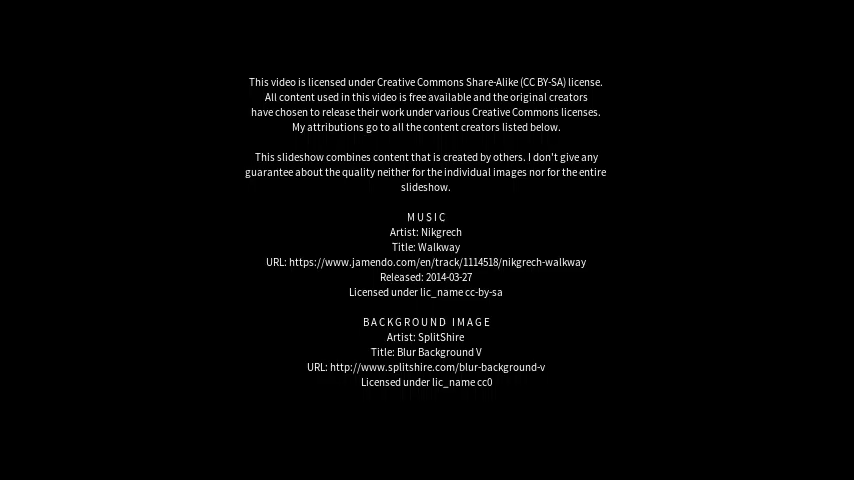 This video is licensed under Creative Commons Share-Alike (CC BY-SA) license.
All content used in this video is free available and the original creators
have chosen to release their work under various Creative Commons licenses.
My attributions go to all the content creators listed below.
This slideshow combines content that is created by others. I don't give any
guarantee about the quality neither for the individual images nor for the entire
slideshow.
MUSIC
Artist: Nikgrech
Title: Walkway
URL: https://www.jamendo.com/en/track/1114518/nikgrech-walkway
Released: 2014-03-27
Licensed under lic_name cc-by-sa
BACKGROUND IMAGE
Artist: SplitShire
Title: Blur Background V
URL: http://www.splitshire.com/blur-background-v
Licensed under lic_name cc0